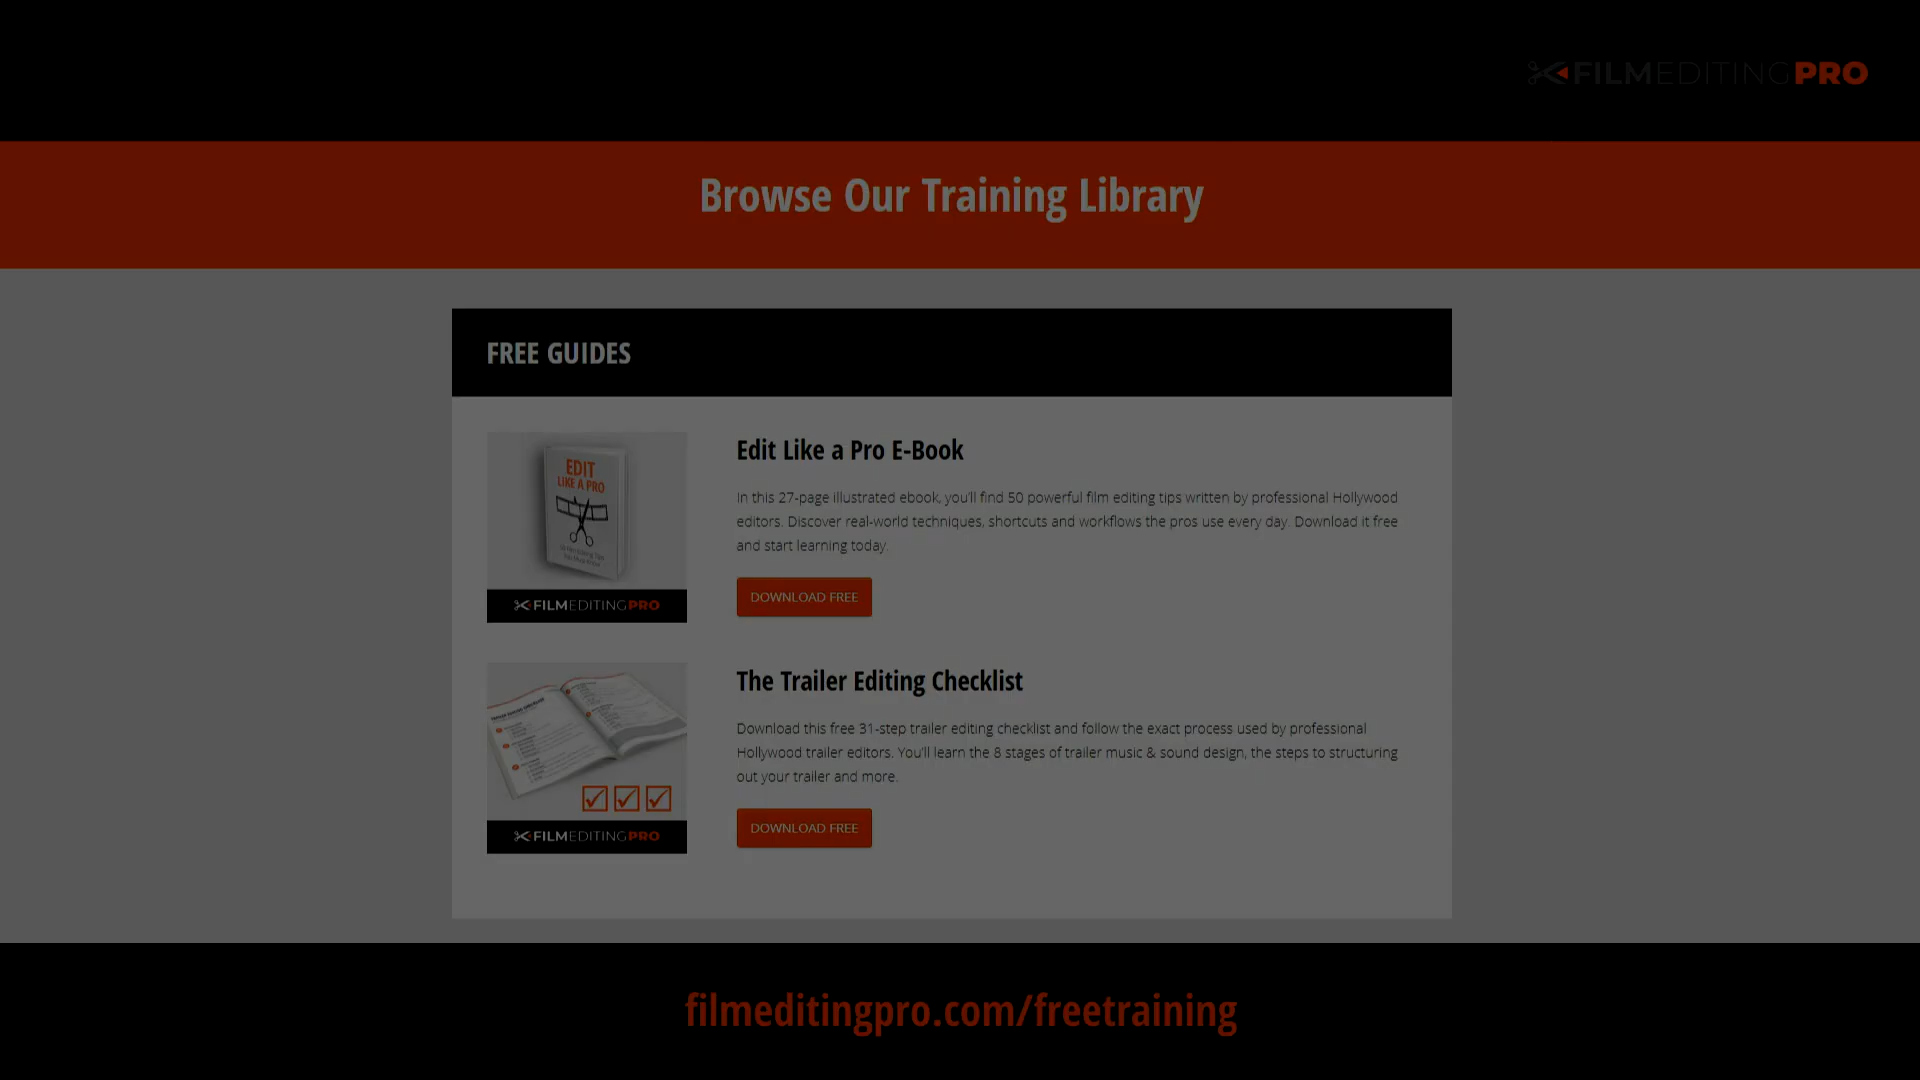 FILMEDITINGPRO
Browse Our Training Library
FREE GUIDES
EDIT
LIKE A PRO
FILMEDITINGPRO
Edit Like a Pro E-Book
In this 27-page illustrated ebook, you'll find 50 powerful film editing tips written by professional Hollywood
editors. Discover real-world techniques, shortcuts and workflows the pros use every day. Download it free
and start learning today.
DOWNLOAD FREE
FILMEDITINGPRO
The Trailer Editing Checklist
Download this free 31-step trailer editing checklist and follow the exact process used by professional
Hollywood trailer editors. You'll learn the 8 stages of trailer music & sound design, the steps to structuring
out your trailer and more.
DOWNLOAD FREE
filmeditingpro.com/freetraining